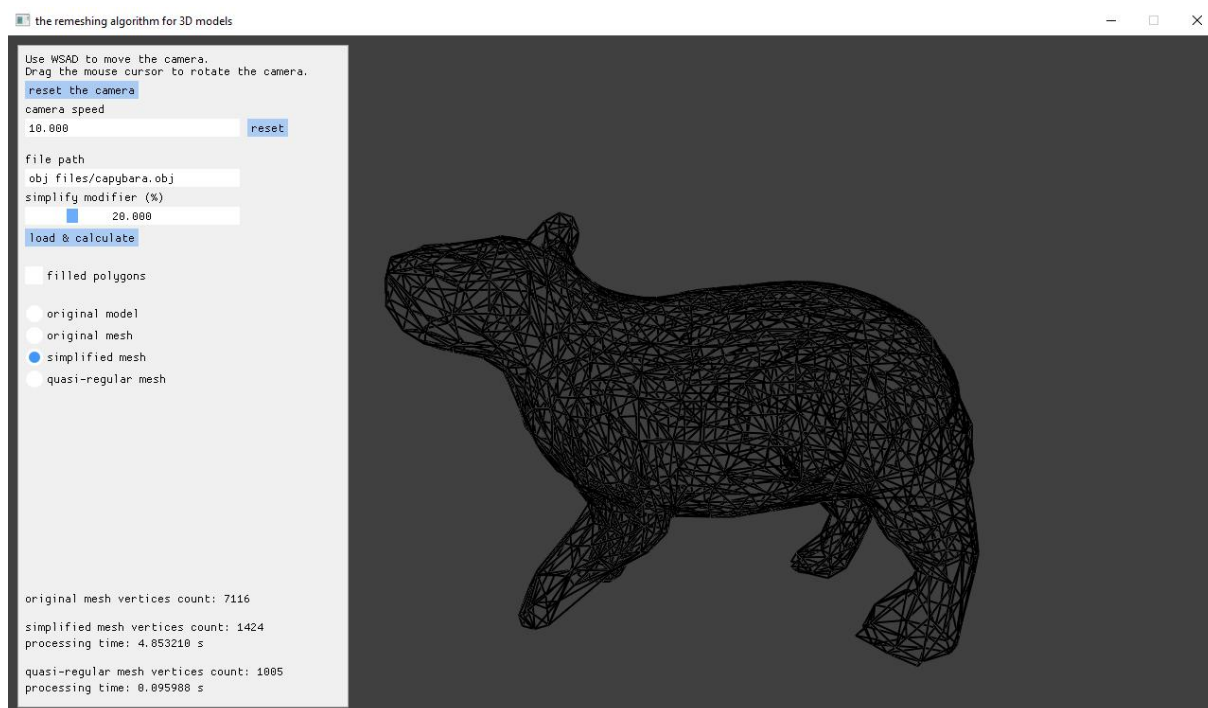 the remeshing algorithm for 3D models
Use WSAD to move the camera.
Drag the mouse cursor to rotate the camera.
reset the camera
camera speed
10.000 reset
file path
obj files/capybara.obj
simplify modifier (%)
20.000
load & calculate
filled polygons
original model
original mesh
simplified mesh
quasi-regular mesh
original mesh vertices count: 7116
simplified mesh vertices count: 1424
processing time: 4.853210 s
quasi-regular mesh vertices count: 1005
processing time: 0.095988 s